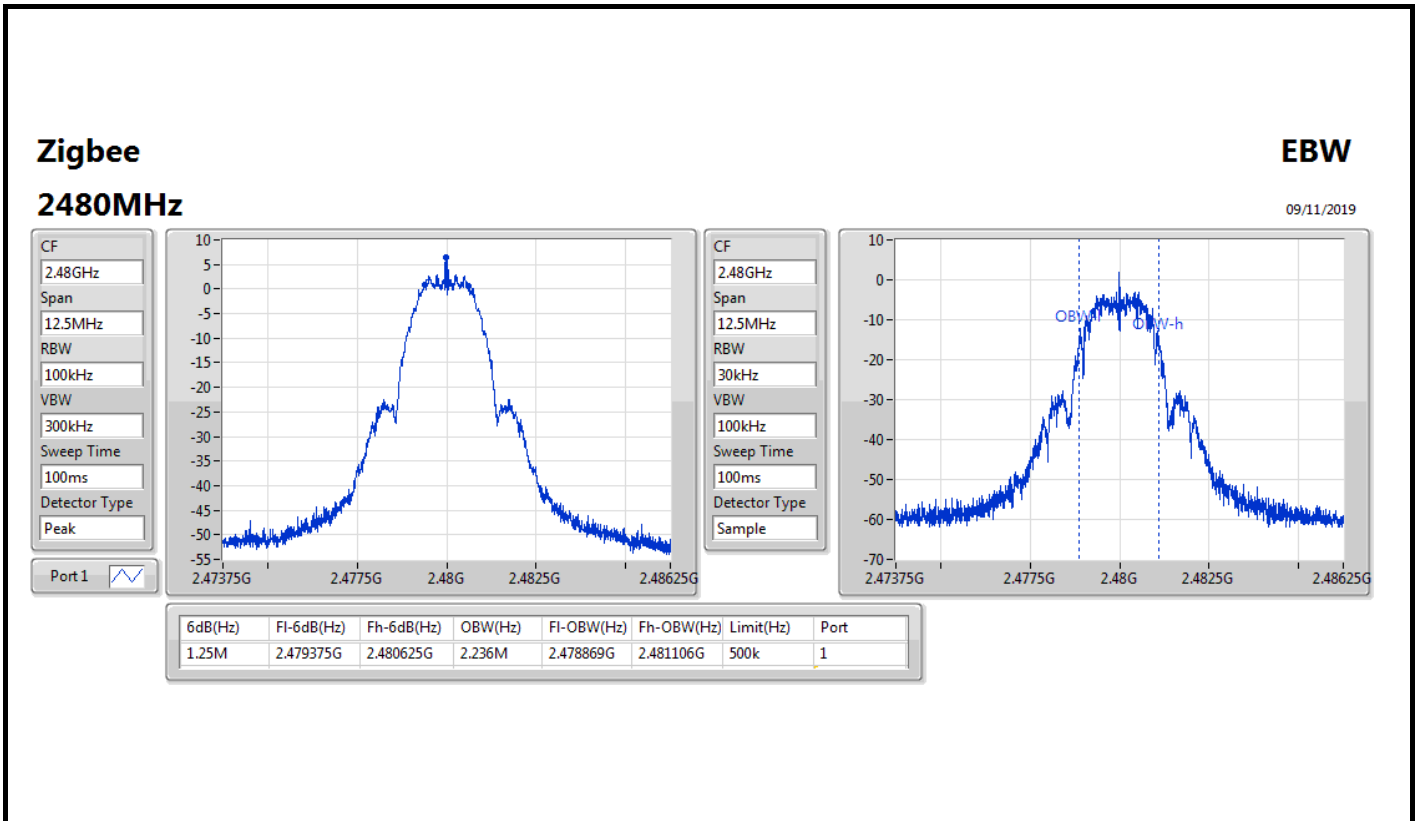 Zigbee
EBW
2480MHz
09/11/2019
CF
2.48GHz
Span
12.5MHz
RBW
100kHz
VBW
300kHz
Sweep Time
100ms
Detector Type
Peak
Port 1
10
5
0
-5
-10
-15
-20
-25
-30
-35
-40
-45
-50
-55
2.47375G 2.4775G 2.48G 2.4825G 2.48625G
CF
2.48GHz
Span
12.5MHz
RBW
30kHz
VBW
100kHz
Sweep Time
100ms
Detector Type
Sample
10
0
-10
-20
-30
-40
-50
-60
-70
OBW-h
2.47375G 2.4775G 2.48G 2.4825G 2.48625G
6dB(Hz) Fl-6dB(Hz) Fh-6dB(Hz) OBW(Hz) Fl-OBW(Hz) Fh-OBW(Hz) Limit(Hz) Port
1.25M 2.479375G 2.480625G 2.236M 2.478869G 2.481106G 500k 1